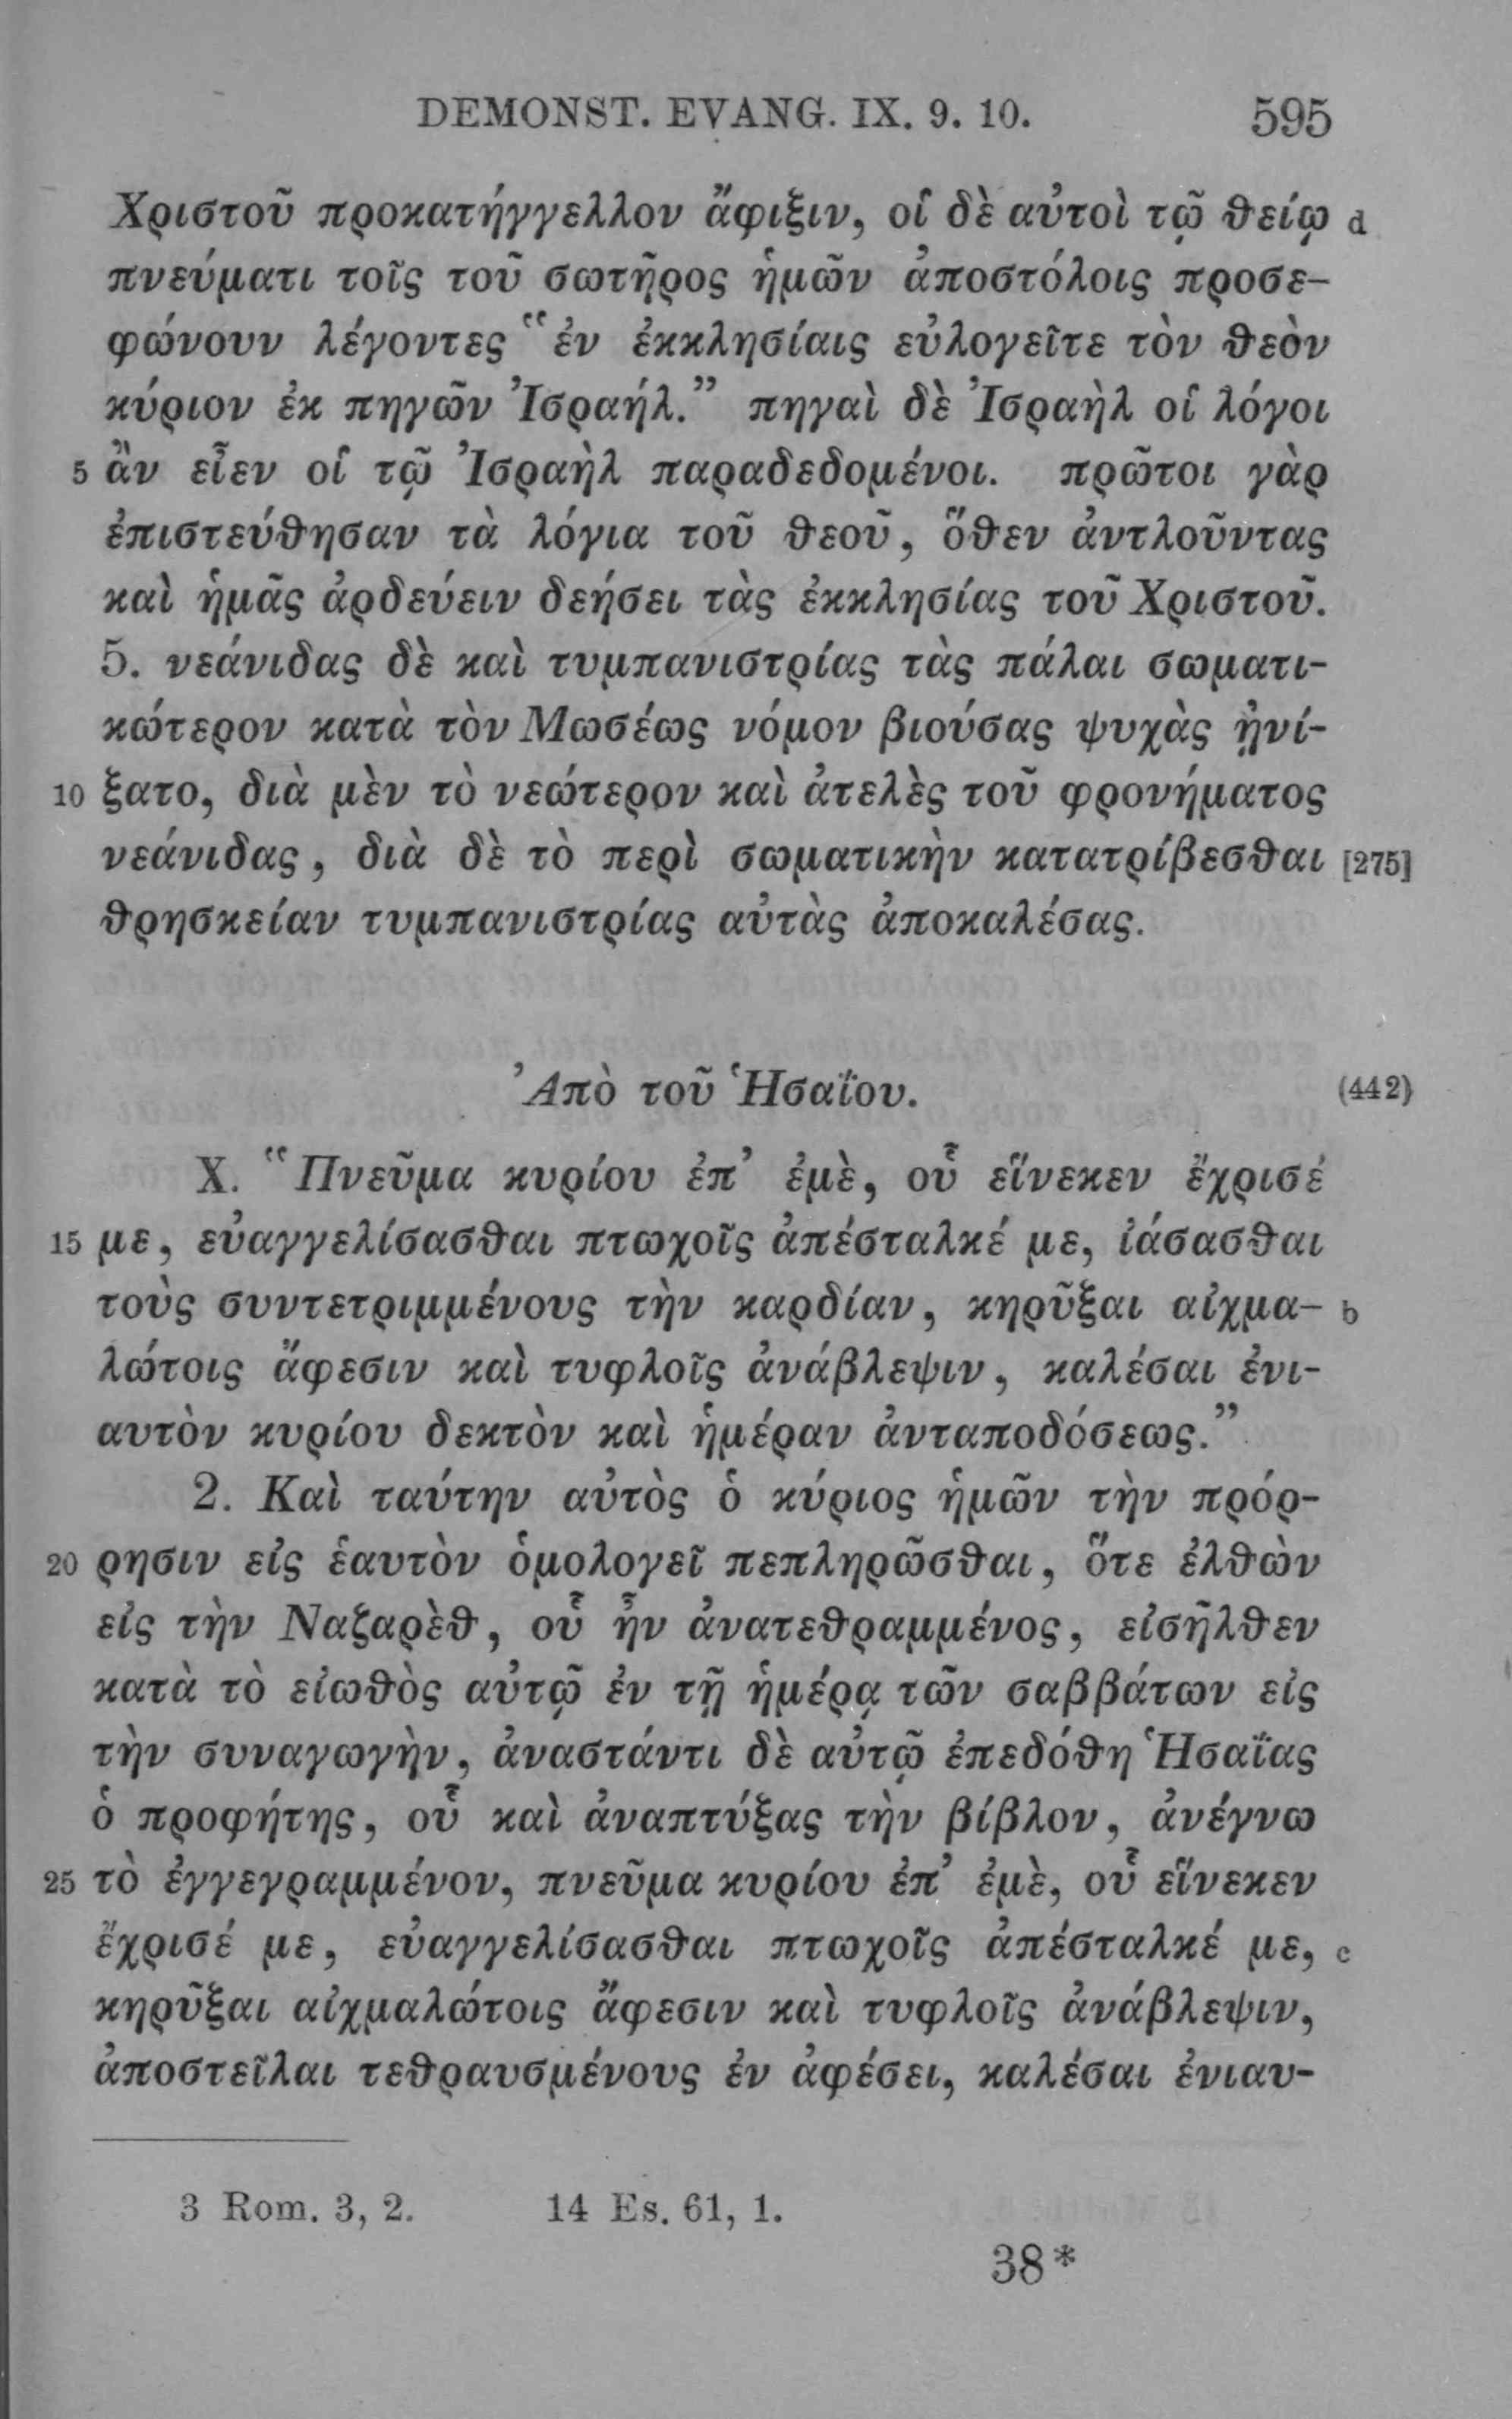 DEMONST. EVANG. IX. 9. 10. 595
Χριστοῦ προκατήγγελλον ἄφιξιν, οἱ δὲ αὐτοὶ τῷ θείῳ d
πνεύματι τοῖς τοῦ σωτῆρος ἡμῶν ἀποστόλοις προσε-
φώνουν λέγοντες “ἐν ἐκκλησίαις εὐλογεῖτε τὸν θεὸν
κύριον ἐκ πηγῶν Ἰσραήλ.” πηγαὶ δὲ Ἰσραὴλ οἱ λόγοι
5 ἂν εἶεν οἱ τῷ Ἰσραὴλ παραδεδομένοι. πρῶτοι γὰρ
ἐπιστεύθησαν τὰ λόγια τοῦ θεοῦ, ὅθεν ἀντλοῦντας
καὶ ἡμᾶς ἀρδεύειν δεήσει τὰς ἐκκλησίας τοῦ Χριστοῦ.
5. νεάνιδας δὲ καὶ τυμπανιστρίας τὰς πάλαι σωματι-
κώτερον κατὰ τὸν Μωσέως νόμον βιούσας ψυχὰς ᾐνί-
10 ξατο, διὰ μὲν τὸ νεώτερον καὶ ἀτελὲς τοῦ φρονήματος
νεάνιδας, διὰ δὲ τὸ περὶ σωματικὴν κατατρίβεσθαι [275]
θρησκείαν τυμπανιστρίας αὐτὰς ἀποκαλέσας.
Ἀπὸ τοῦ Ἡσαΐου. (442)
X. “Πνεῦμα κυρίου ἐπ’ ἐμὲ, οὗ εἵνεκεν ἔχρισέ
15 με, εὐαγγελίσασθαι πτωχοῖς ἀπέσταλκέ με, ἰάσασθαι
τοὺς συντετριμμένους τὴν καρδίαν, κηρῦξαι αἰχμα- b
λώτοις ἄφεσιν καὶ τυφλοῖς ἀνάβλεψιν, καλέσαι ἐνι-
αυτὸν κυρίου δεκτὸν καὶ ἡμέραν ἀνταποδόσεως.”
2. Καὶ ταύτην αὐτὸς ὁ κύριος ἡμῶν τὴν πρόρ-
20 ρησιν εἰς ἑαυτὸν ὁμολογεῖ πεπληρῶσθαι, ὅτε ἐλθὼν
εἰς τὴν Ναζαρὲθ, οὗ ἦν ἀνατεθραμμένος, εἰσῆλθεν
κατὰ τὸ εἰωθὸς αὐτῷ ἐν τῇ ἡμέρᾳ τῶν σαββάτων εἰς
τὴν συναγωγὴν, ἀναστάντι δὲ αὐτῷ ἐπεδόθη Ἡσαΐας
ὁ προφήτης, οὗ καὶ ἀναπτύξας τὴν βίβλον, ἀνέγνω
25 τὸ ἐγγεγραμμένον, πνεῦμα κυρίου ἐπ’ ἐμὲ, οὗ εἵνεκεν
ἔχρισέ με, εὐαγγελίσασθαι πτωχοῖς ἀπέσταλκέ με, c
κηρῦξαι αἰχμαλώτοις ἄφεσιν καὶ τυφλοῖς ἀνάβλεψιν,
ἀποστεῖλαι τεθραυσμένους ἐν ἀφέσει, καλέσαι ἐνιαυ-
3 Rom. 3, 2. 14 Es. 61, 1.
38*